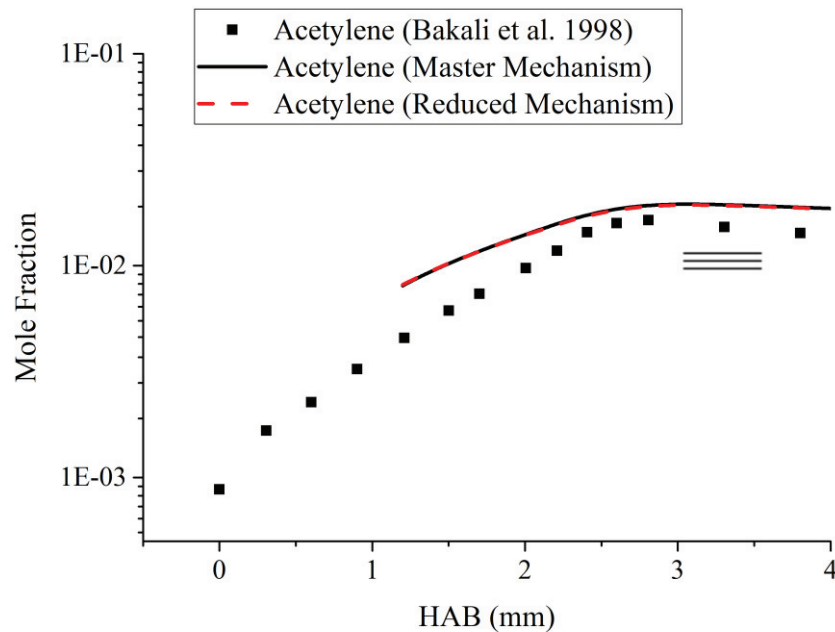 Acetylene (Bakali et al. 1998)
Acetylene (Master Mechanism)
Acetylene (Reduced Mechanism)
1E-01
1E-02
1E-03
Mole Fraction
0 1 2 3 4
HAB (mm)